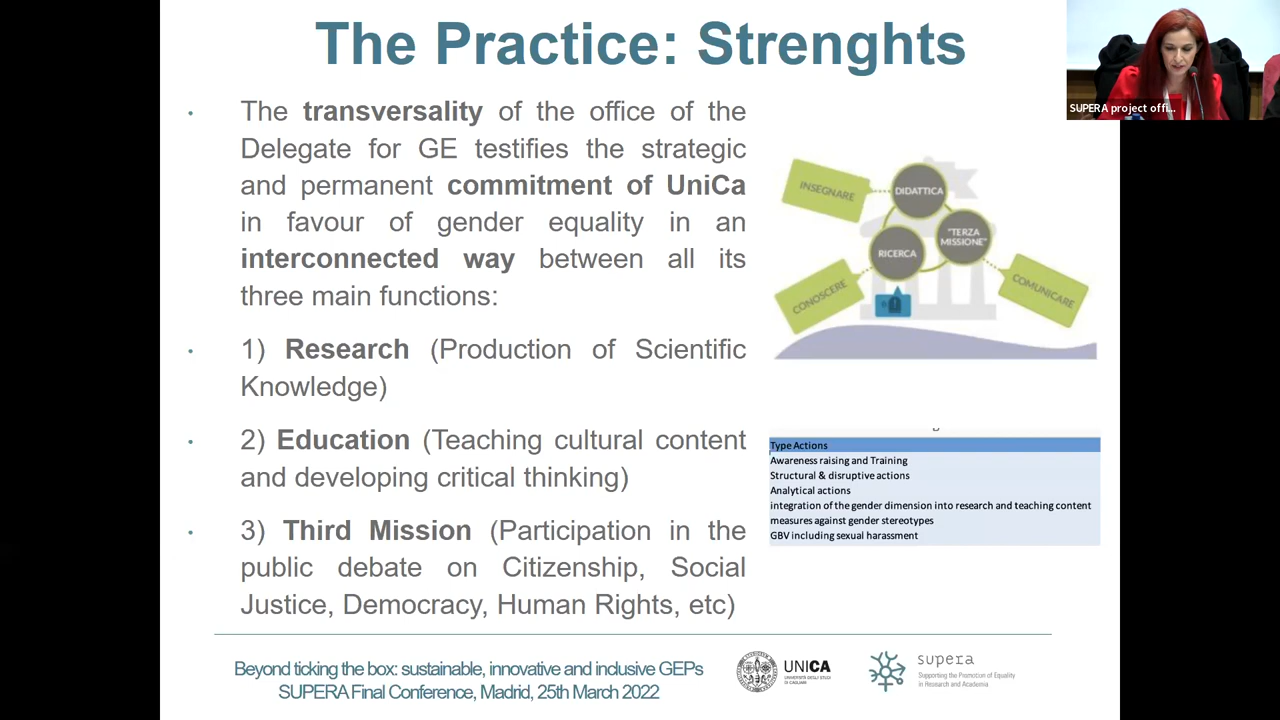 The Practice: Strenghts
SUPERA project offi...
The transversality of the office of the
Delegate for GE testifies the strategic
and permanent commitment of UniCa
in favour of gender equality in an
interconnected way between all its
three main functions:
1) Research (Production of Scientific
Knowledge)
2) Education (Teaching cultural content
and developing critical thinking)
3) Third Mission (Participation in the
public debate on Citizenship, Social
Justice, Democracy, Human Rights, etc)
INSEGNARE
DIDATTICA
"TERZA
MISSIONE"
RICERCA
CONOSCERE
COMUNICARE
Type Actions
Awareness raising and Training
Structural & disruptive actions
Analytical actions
integration of the gender dimension into research and teaching content
measures against gender stereotypes
GBV including sexual harassment
Beyond ticking the box: sustainable, innovative and inclusive GEPs
SUPERA Final Conference, Madrid, 25th March 2022
UNICA
UNIVERSITÀ DEGLI STUDI
DI CAGLIARI
supera
Supporting the Promotion of Equality
in Research and Academia